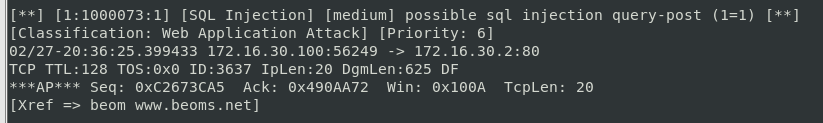 [**] [1:1000073:1] [SQL Injection] [medium] possible sql injection query-post (1=1) [**]
[Classification: Web Application Attack] [Priority: 6]
02/27-20:36:25.399433 172.16.30.100:56249 -> 172.16.30.2:80
TCP TTL:128 TOS:0x0 ID:3637 IpLen:20 DgmLen:625 DF
***AP*** Seq: 0xC2673CA5  Ack: 0x490AA72  Win: 0x100A  TcpLen: 20
[Xref => beom www.beoms.net]